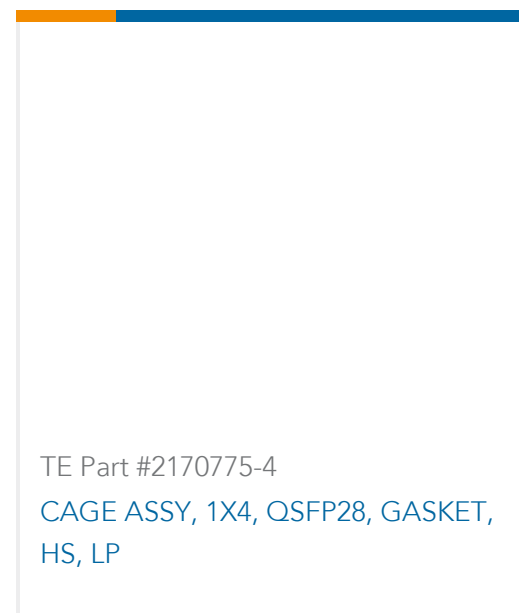 TE Part #2170775-4
CAGE ASSY, 1X4, QSFP28, GASKET,
HS, LP